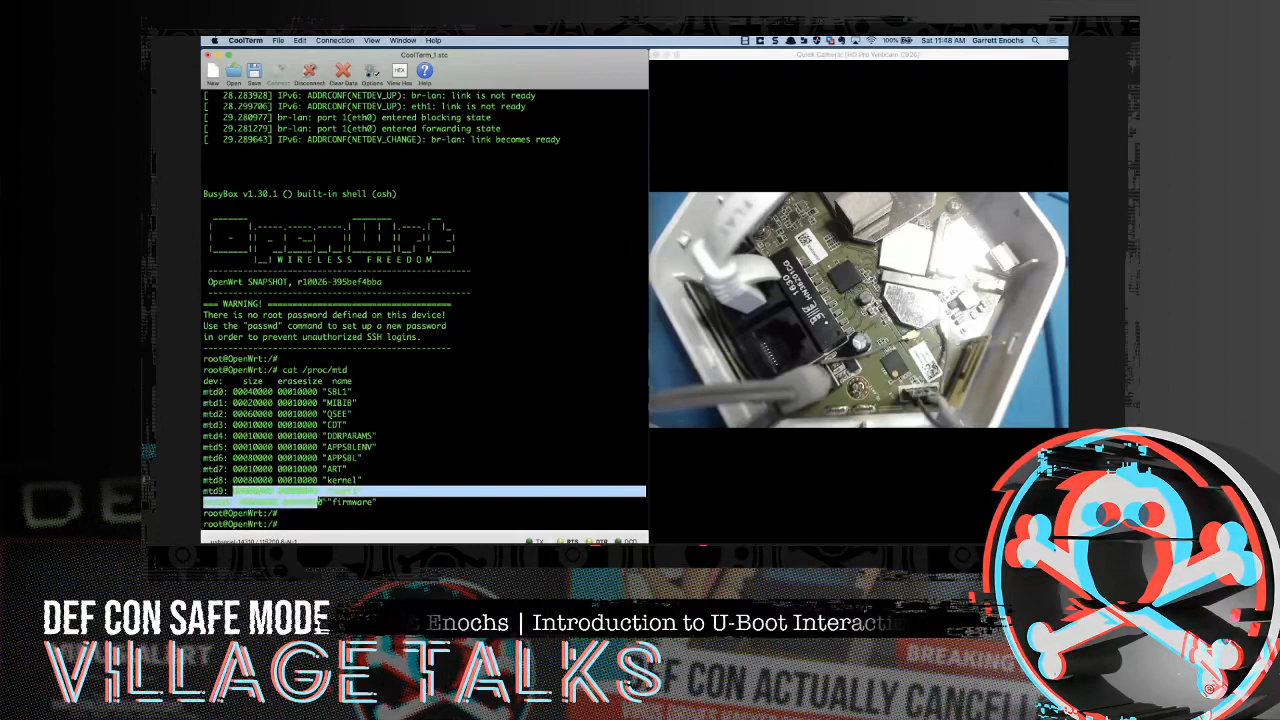 CoolTerm File Edit Connection View Window Help
100% Sat 11:48 AM Garrett Enochs
CoolTerm_1.stc
New Open Save Connect Disconnect Clear Data Options View Hex Help
HEX
[ 28.283928] IPv6: ADDRCONF(NETDEV_UP): br-lan: link is not ready
[ 28.299706] IPv6: ADDRCONF(NETDEV_UP): eth1: link is not ready
[ 29.280977] br-lan: port 1(eth0) entered blocking state
[ 29.281279] br-lan: port 1(eth0) entered forwarding state
[ 29.289643] IPv6: ADDRCONF(NETDEV_CHANGE): br-lan: link becomes ready
BusyBox v1.30.1 () built-in shell (ash)
OpenWrt
W I R E L E S S   F R E E D O M
OpenWrt SNAPSHOT, r10026-395bef4bba
=== WARNING! =====================================
There is no root password defined on this device!
Use the "passwd" command to set up a new password
in order to prevent unauthorized SSH logins.
root@OpenWrt:/#
root@OpenWrt:/# cat /proc/mtd
dev: size erasesize name
mtd0: 00040000 00010000 "SBL1"
mtd1: 00020000 00010000 "MIBIB"
mtd2: 00060000 00010000 "QSEE"
mtd3: 00010000 00010000 "CDT"
mtd4: 00010000 00010000 "DDRPARAMS"
mtd5: 00010000 00010000 "APPSBLENV"
mtd6: 00080000 00010000 "APPSBL"
mtd7: 00010000 00010000 "ART"
mtd8: 00080000 00010000 "kernel"
mtd9:
"firmware"
root@OpenWrt:/#
root@OpenWrt:/#
TX RTS DTR DCD
DEF CON SAFE MODE
Enochs | Introduction to U-Boot Interacti
VILLAGE TALKS
DEF CON ACTUALLY CANCELL